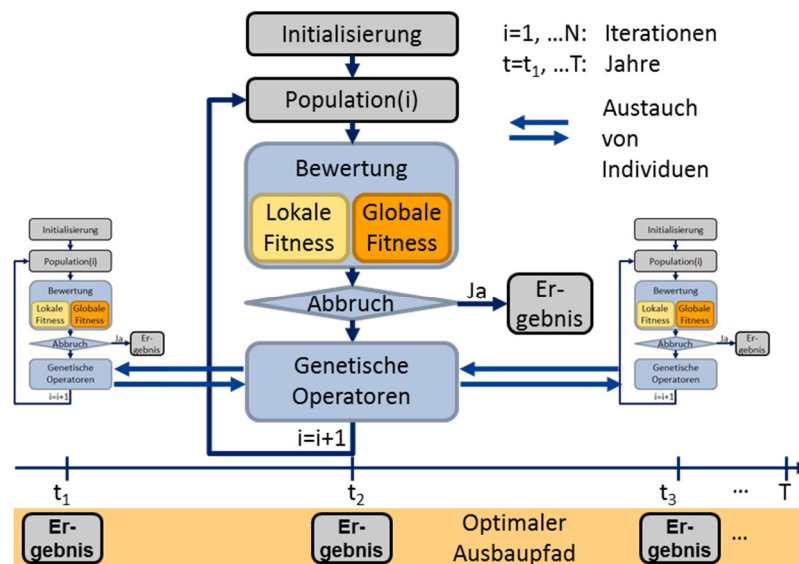 Initialisierung
Population(i)
Bewertung
Lokale
Fitness
Globale
Fitness
Abbruch
Ja
Er-
gebnis
Genetische
Operatoren
i=i+1
i=1, ...N: Iterationen
t=t1, ...T: Jahre
Austauch
von
Individuen
Initialisierung
Population(i)
Bewertung
Lokale
Fitness
Globale
Fitness
Abbruch
Ja
Er-
gebnis
Genetische
Operatoren
i=i+1
Initialisierung
Population(i)
Bewertung
Lokale
Fitness
Globale
Fitness
Abbruch
Ja
Er-
gebnis
Genetische
Operatoren
i=i+1
t1 t2 t3 ... T
Er-
gebnis
Er-
gebnis
Optimaler
Ausbaupfad
Er-
gebnis
...